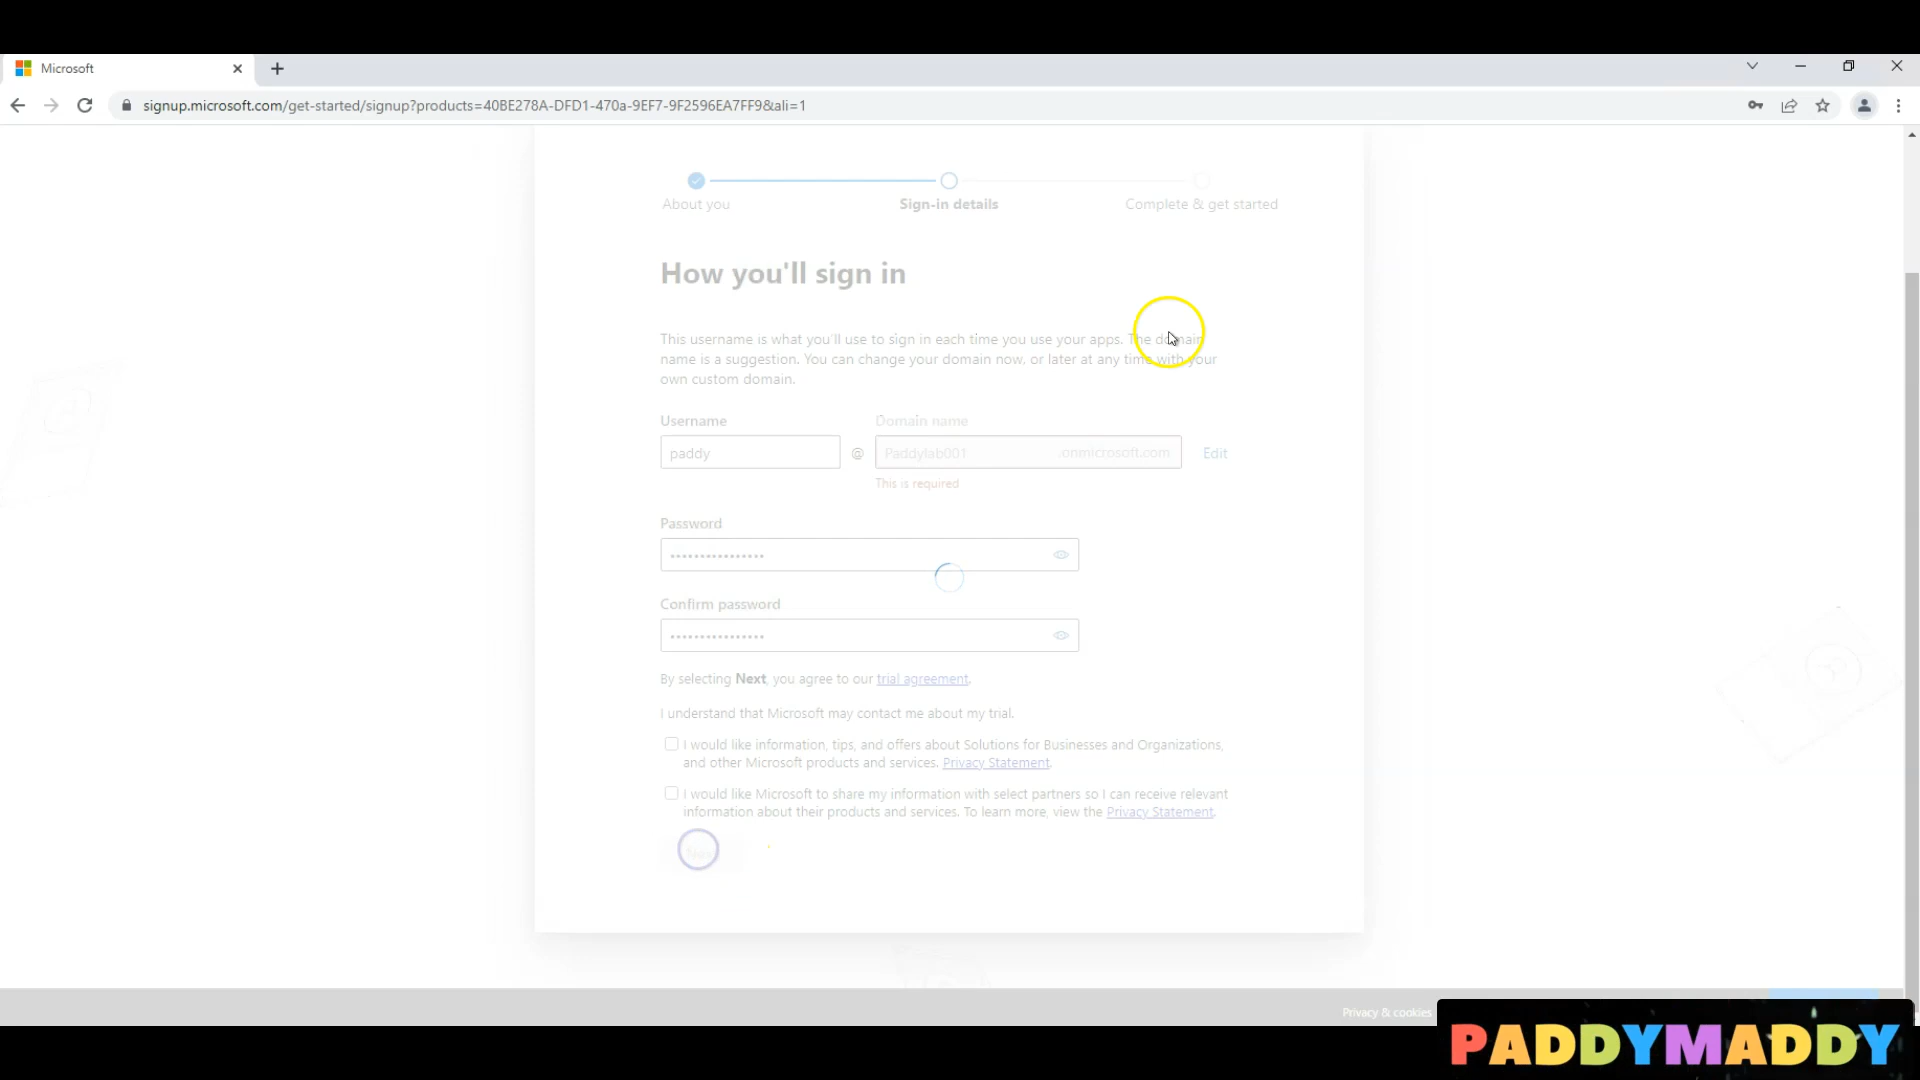 Microsoft
signup.microsoft.com/get-started/signup?products=40BE278A-DFD1-470a-9EF7-9F2596EA7FF9&ali=1
About you
Sign-in details
Complete & get started
How you'll sign in
This username is what you'll use to sign in each time you use your apps. The domain
name is a suggestion. You can change your domain now, or later at any time with your
own custom domain.
Username
Domain name
paddy
@
Paddylab001
.onmicrosoft.com
Edit
This is required
Password
Confirm password
By selecting Next, you agree to our trial agreement.
I understand that Microsoft may contact me about my trial.
I would like information, tips, and offers about Solutions for Businesses and Organizations,
and other Microsoft products and services. Privacy Statement.
I would like Microsoft to share my information with select partners so I can receive relevant
information about their products and services. To learn more, view the Privacy Statement.
Next
Privacy & cookies
PADDYMADDY